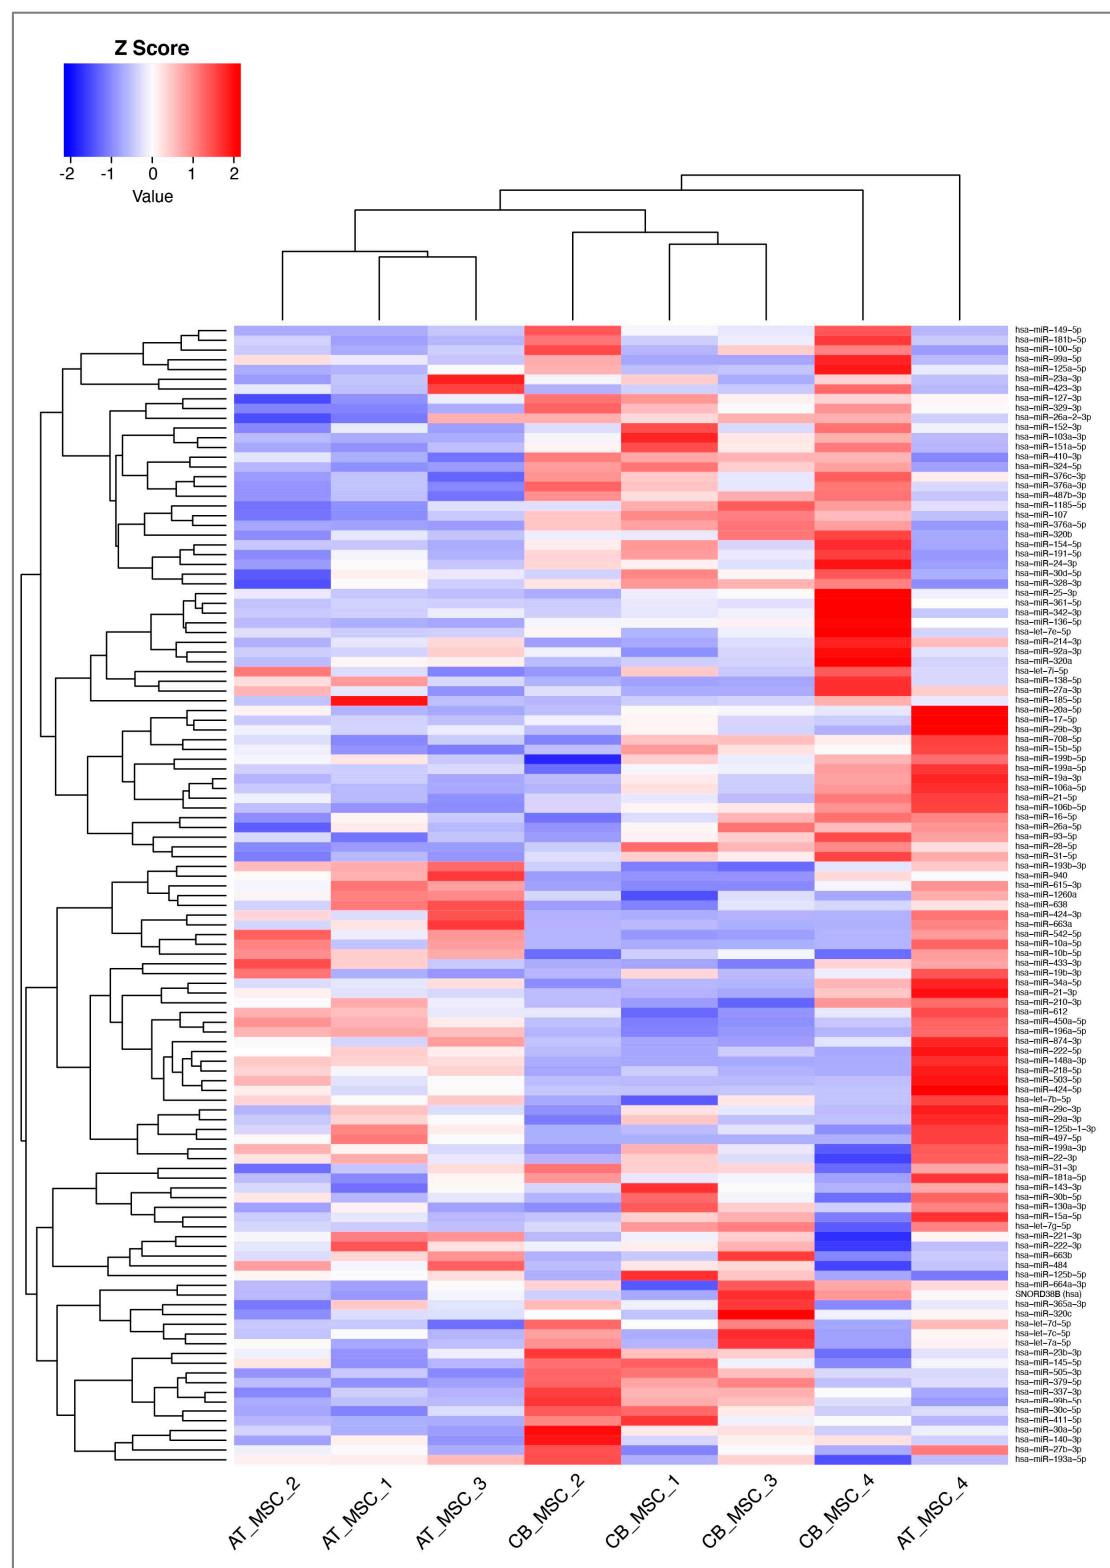 Z Score
-2 -1 0 1 2
Value
hsa−miR−149−5p
hsa−miR−181b−5p
hsa−miR−100−5p
hsa−miR−99a−5p
hsa−miR−125a−5p
hsa−miR−23a−3p
hsa−miR−423−3p
hsa−miR−127−3p
hsa−miR−329−3p
hsa−miR−26a−2−3p
hsa−miR−152−3p
hsa−miR−103a−3p
hsa−miR−151a−5p
hsa−miR−410−3p
hsa−miR−324−5p
hsa−miR−376c−3p
hsa−miR−376a−3p
hsa−miR−487b−3p
hsa−miR−1185−5p
hsa−miR−107
hsa−miR−376a−5p
hsa−miR−320b
hsa−miR−154−5p
hsa−miR−191−5p
hsa−miR−24−3p
hsa−miR−30d−5p
hsa−miR−328−3p
hsa−miR−25−3p
hsa−miR−361−5p
hsa−miR−342−3p
hsa−miR−136−5p
hsa−let−7e−5p
hsa−miR−214−3p
hsa−miR−92a−3p
hsa−miR−320a
hsa−let−7i−5p
hsa−miR−138−5p
hsa−miR−27a−3p
hsa−miR−185−5p
hsa−miR−20a−5p
hsa−miR−17−5p
hsa−miR−29b−3p
hsa−miR−708−5p
hsa−miR−15b−5p
hsa−miR−199b−5p
hsa−miR−199a−5p
hsa−miR−19a−3p
hsa−miR−106a−5p
hsa−miR−21−5p
hsa−miR−106b−5p
hsa−miR−16−5p
hsa−miR−26a−5p
hsa−miR−93−5p
hsa−miR−28−5p
hsa−miR−31−5p
hsa−miR−193b−3p
hsa−miR−940
hsa−miR−615−3p
hsa−miR−1260a
hsa−miR−638
hsa−miR−424−3p
hsa−miR−663a
hsa−miR−542−5p
hsa−miR−10a−5p
hsa−miR−10b−5p
hsa−miR−433−3p
hsa−miR−19b−3p
hsa−miR−34a−5p
hsa−miR−21−3p
hsa−miR−210−3p
hsa−miR−612
hsa−miR−450a−5p
hsa−miR−196a−5p
hsa−miR−874−3p
hsa−miR−222−5p
hsa−miR−148a−3p
hsa−miR−218−5p
hsa−miR−503−5p
hsa−miR−424−5p
hsa−let−7b−5p
hsa−miR−29c−3p
hsa−miR−29a−3p
hsa−miR−125b−1−3p
hsa−miR−497−5p
hsa−miR−199a−3p
hsa−miR−22−3p
hsa−miR−31−3p
hsa−miR−181a−5p
hsa−miR−143−3p
hsa−miR−30b−5p
hsa−miR−130a−3p
hsa−miR−15a−5p
hsa−let−7g−5p
hsa−miR−221−3p
hsa−miR−222−3p
hsa−miR−663b
hsa−miR−484
hsa−miR−125b−5p
hsa−miR−664a−3p
SNORD38B (hsa)
hsa−miR−365a−3p
hsa−miR−320c
hsa−let−7d−5p
hsa−let−7c−5p
hsa−let−7a−5p
hsa−miR−23b−3p
hsa−miR−145−5p
hsa−miR−505−3p
hsa−miR−379−5p
hsa−miR−337−3p
hsa−miR−99b−5p
hsa−miR−30c−5p
hsa−miR−411−5p
hsa−miR−30a−5p
hsa−miR−140−3p
hsa−miR−27b−3p
hsa−miR−193a−5p
AT_MSC_2 AT_MSC_1 AT_MSC_3 CB_MSC_2 CB_MSC_1 CB_MSC_3 CB_MSC_4 AT_MSC_4